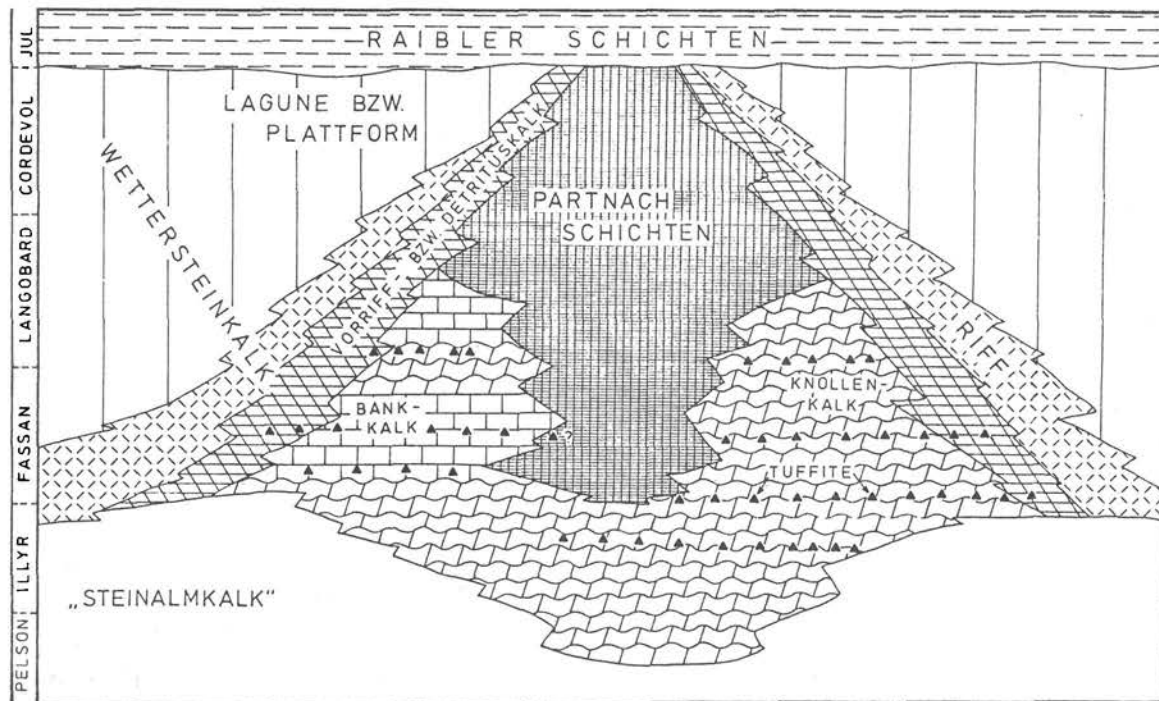 RAIBLER SCHICHTEN
LAGUNE BZW.
PLATTFORM
WETTERSTEINKALK
VORRIFF BZW. DETRITUSKALK
PARTNACH
SCHICHTEN
RIFFE
KNOLLEN-
KALK
BANK-
KALK
?
TUFFITE
„STEINALMKALK"
JUL
CORDEVOL
LANGOBARD
FASSAN
ILLYR
PELSON